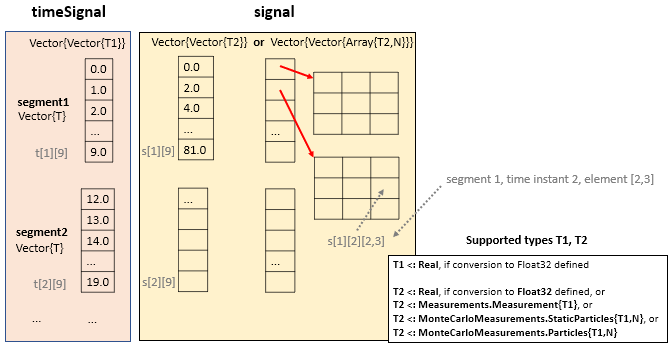 timeSignal
signal
Vector{Vector{T1}}
Vector{Vector{T2}} or Vector{Vector{Array{T2,N}}}
segment1
Vector{T}
t[1][9]
0.0
1.0
2.0
...
9.0
segment2
Vector{T}
t[2][9]
12.0
13.0
14.0
...
19.0
... ...
0.0
2.0
4.0
...
81.0
s[1][9]
...
s[2][9]
...
...
segment 1, time instant 2, element [2,3]
s[1][2][2,3]
Supported types T1, T2
T1 <: Real, if conversion to Float32 defined
T2 <: Real, if conversion to Float32 defined, or
T2 <: Measurements.Measurement{T1}, or
T2 <: MonteCarloMeasurements.StaticParticles{T1,N}, or
T2 <: MonteCarloMeasurements.Particles{T1,N}